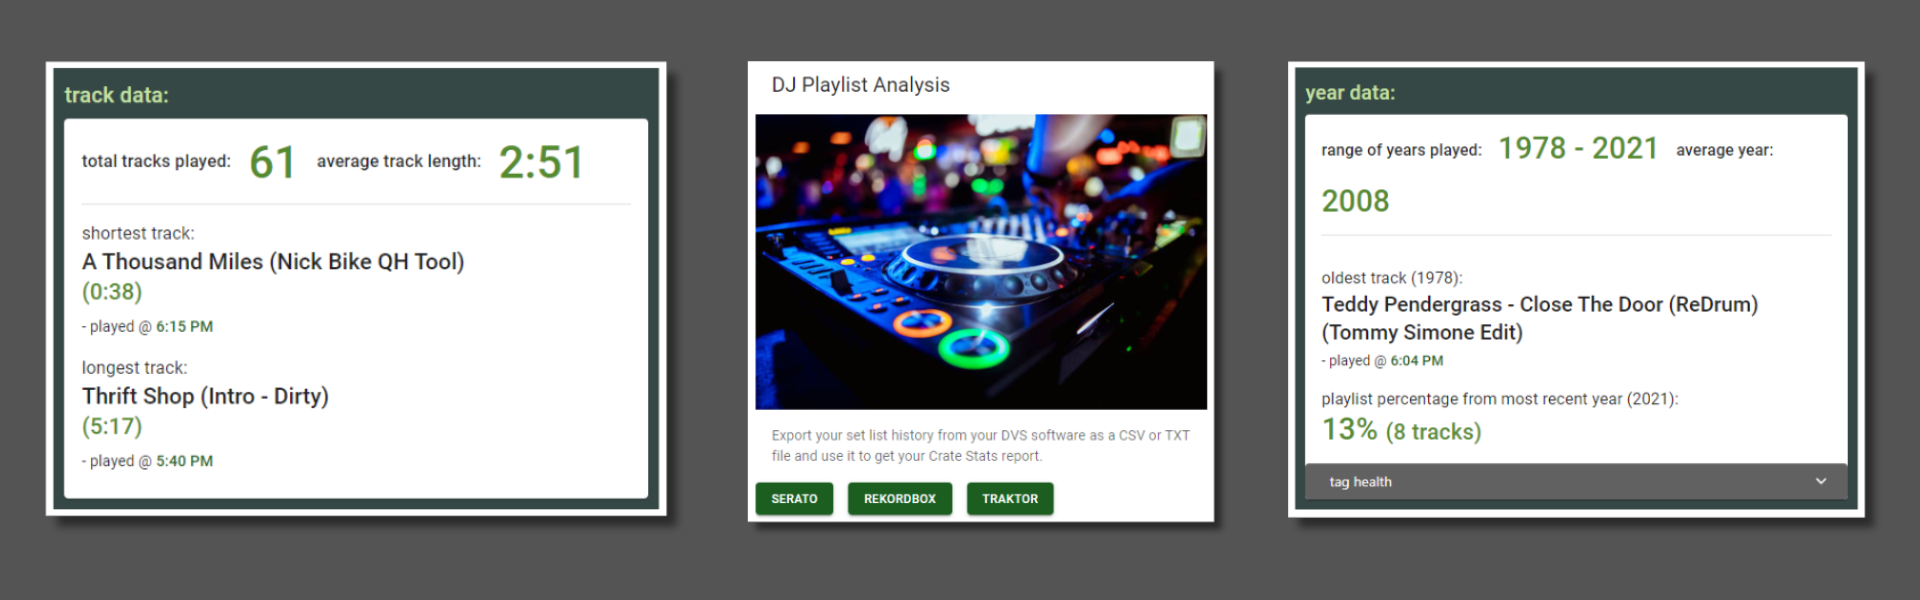 track data:
total tracks played: 61 average track length: 2:51
shortest track:
A Thousand Miles (Nick Bike QH Tool)
(0:38)
- played @ 6:15 PM
longest track:
Thrift Shop (Intro - Dirty)
(5:17)
- played @ 5:40 PM
DJ Playlist Analysis
Export your set list history from your DVS software as a CSV or TXT
file and use it to get your Crate Stats report.
SERATO REKORDBOX TRAKTOR
year data:
range of years played: 1978 - 2021 average year:
2008
oldest track (1978):
Teddy Pendergrass - Close The Door (ReDrum)
(Tommy Simone Edit)
- played @ 6:04 PM
playlist percentage from most recent year (2021):
13% (8 tracks)
tag health